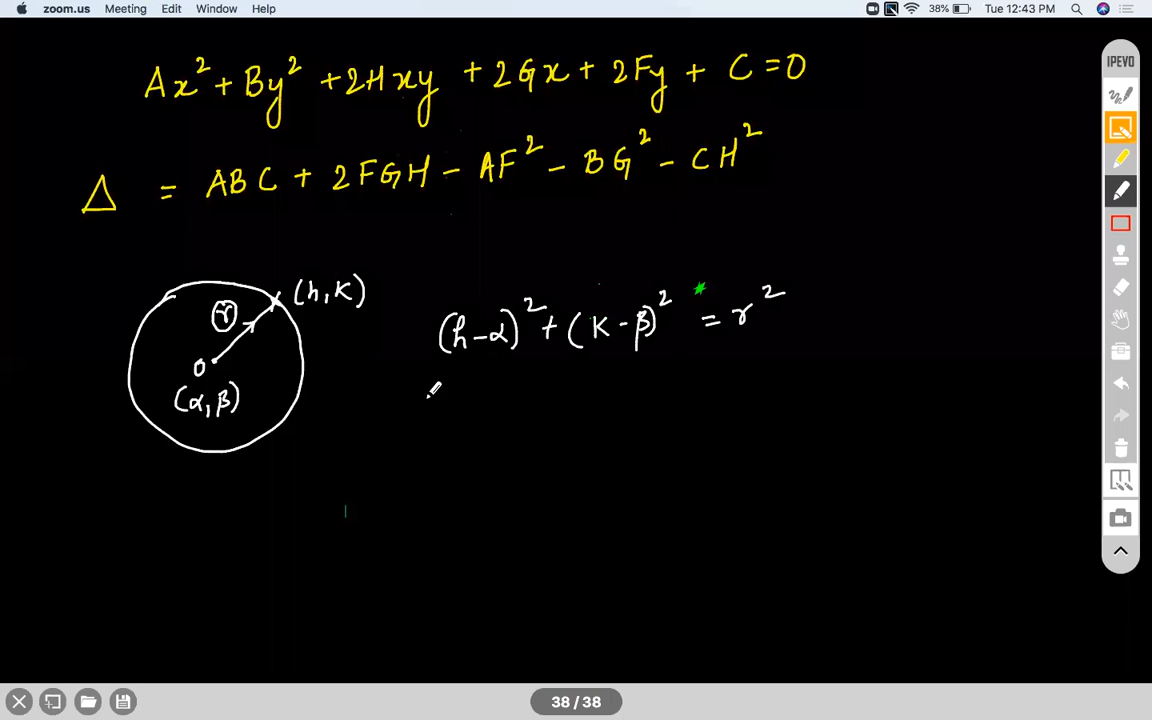 zoom.us Meeting Edit Window Help 38% Tue 12:43 PM
IPEVO
Ax² + By² + 2Hxy + 2Gx + 2Fy + C = 0
Δ = ABC + 2FGH - AF² - BG² - CH²
(h, K)
r
O
(α, β)
(h-α)² + (K-β)² = r²
38 / 38